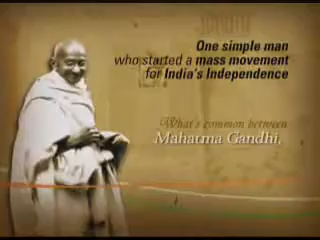 One simple man
who started a mass movement
for India's Independence
What's common between
Mahatma Gandhi,